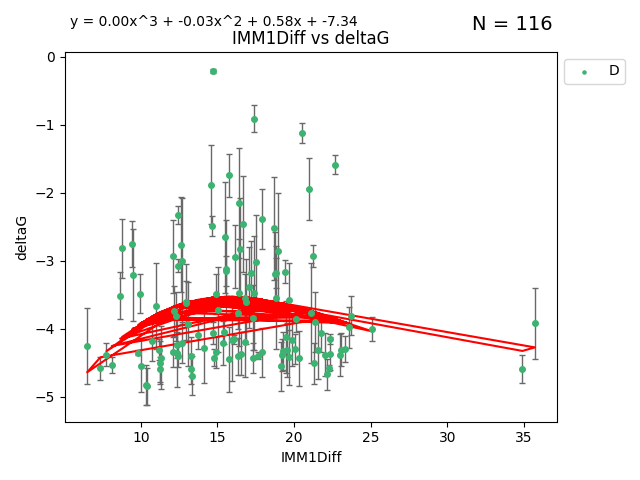 y = 0.00x^3 + -0.03x^2 + 0.58x + -7.34
N = 116
IMM1Diff vs deltaG
D
0
−1
−2
−3
−4
−5
deltaG
10 15 20 25 30 35
IMM1Diff